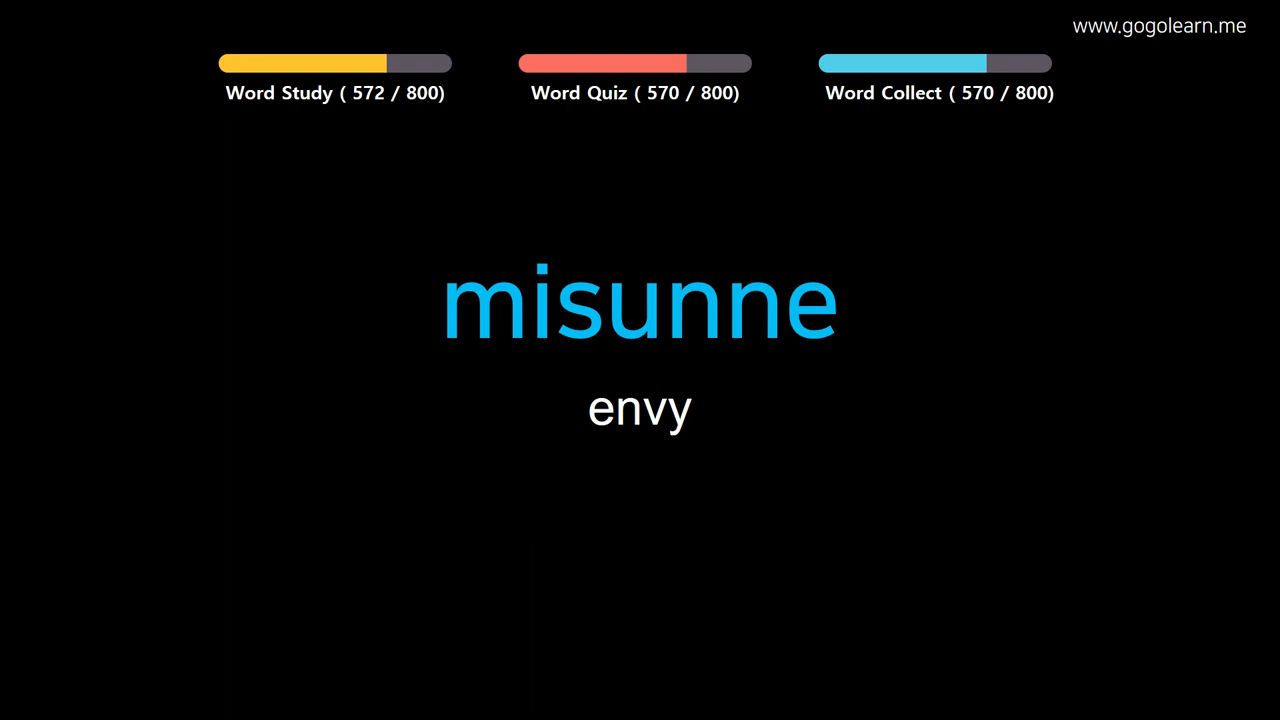 www.gogolearn.me
Word Study ( 572 / 800)
Word Quiz ( 570 / 800)
Word Collect ( 570 / 800)
misunne
envy